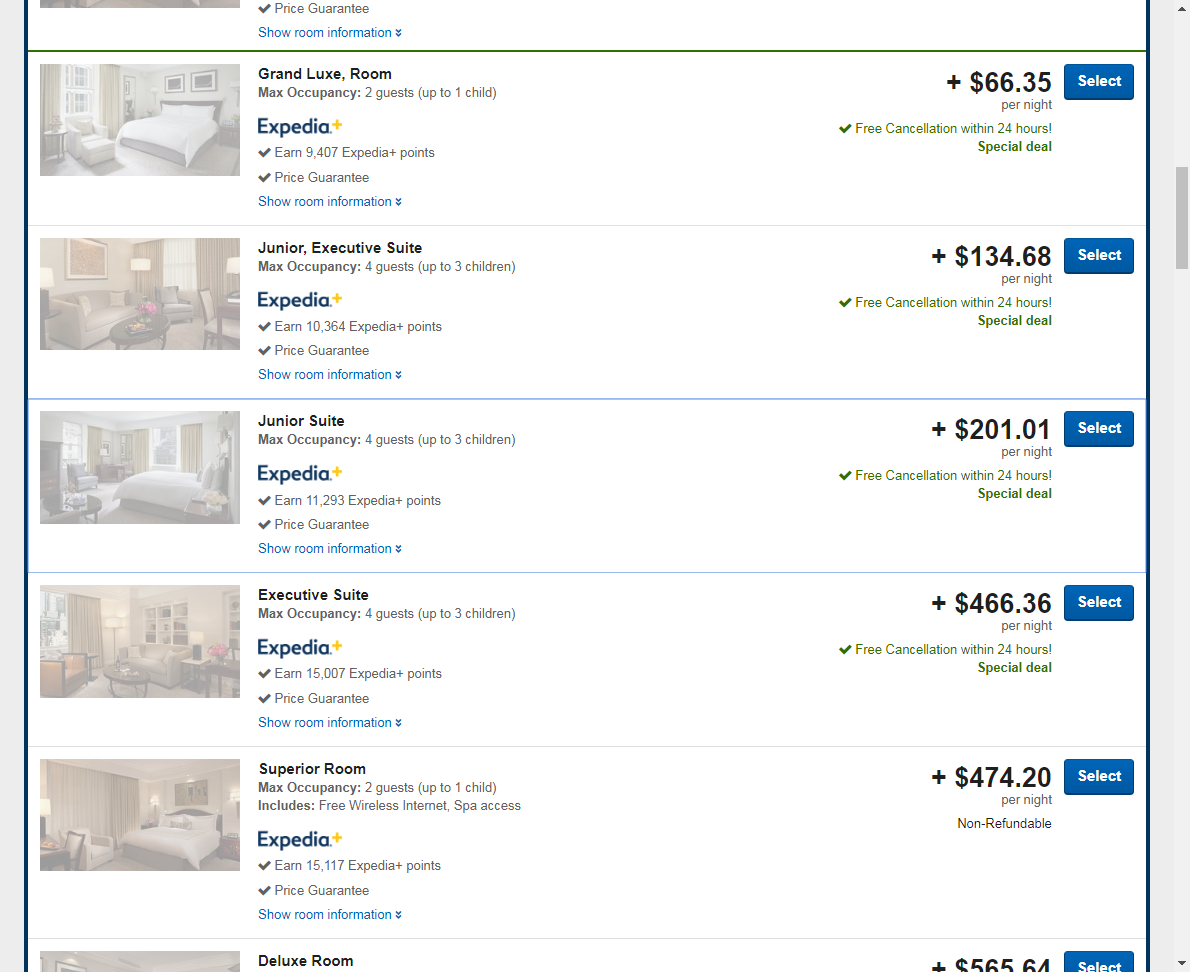 Price Guarantee
Show room information
Grand Luxe, Room
Max Occupancy: 2 guests (up to 1 child)
Expedia.+
Earn 9,407 Expedia+ points
Price Guarantee
Show room information
+ $66.35
per night
Free Cancellation within 24 hours!
Special deal
Select
Junior, Executive Suite
Max Occupancy: 4 guests (up to 3 children)
Expedia.+
Earn 10,364 Expedia+ points
Price Guarantee
Show room information
+ $134.68
per night
Free Cancellation within 24 hours!
Special deal
Select
Junior Suite
Max Occupancy: 4 guests (up to 3 children)
Expedia.+
Earn 11,293 Expedia+ points
Price Guarantee
Show room information
+ $201.01
per night
Free Cancellation within 24 hours!
Special deal
Select
Executive Suite
Max Occupancy: 4 guests (up to 3 children)
Expedia.+
Earn 15,007 Expedia+ points
Price Guarantee
Show room information
+ $466.36
per night
Free Cancellation within 24 hours!
Special deal
Select
Superior Room
Max Occupancy: 2 guests (up to 1 child)
Includes: Free Wireless Internet, Spa access
Expedia.+
Earn 15,117 Expedia+ points
Price Guarantee
Show room information
+ $474.20
per night
Non-Refundable
Select
Deluxe Room
+ $565.64
Select